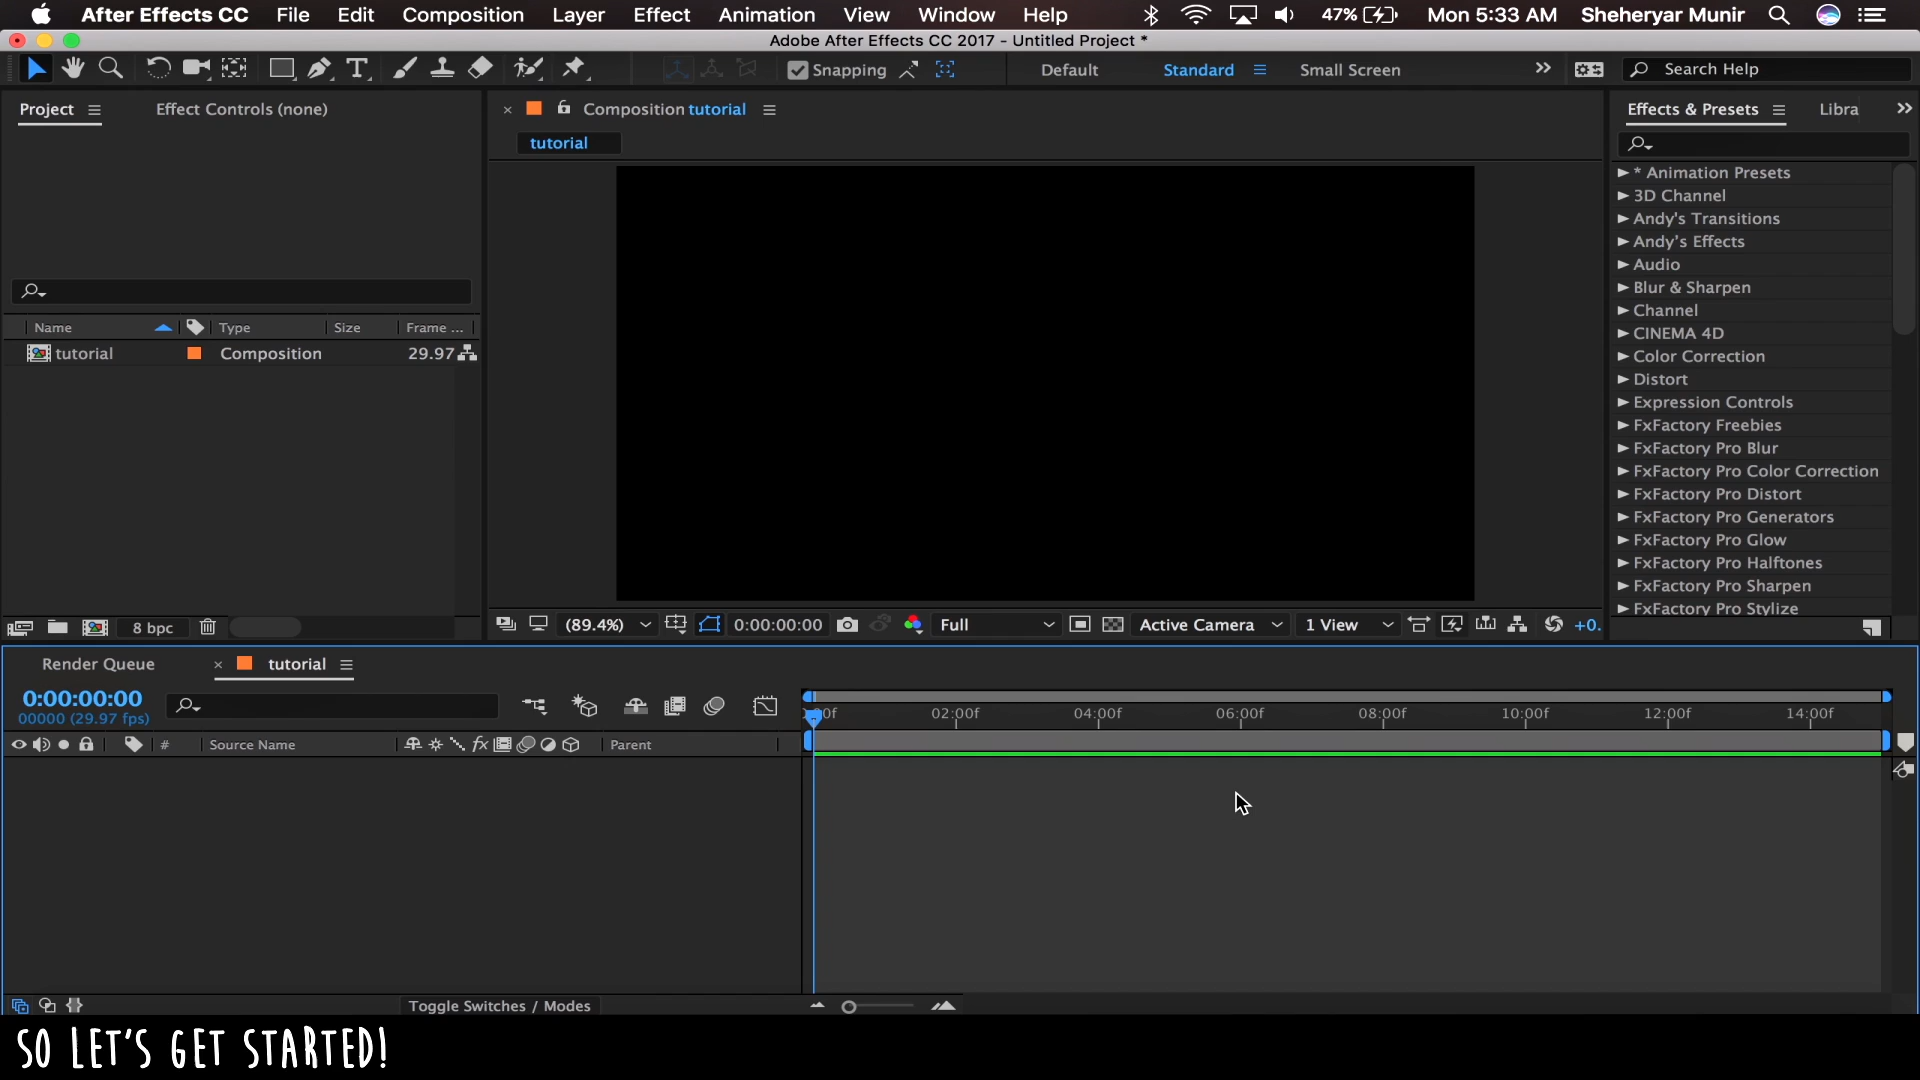 After Effects CC File Edit Composition Layer Effect Animation View Window Help 47% Mon 5:33 AM Sheheryar Munir
Adobe After Effects CC 2017 - Untitled Project *
Snapping Default Standard Small Screen Search Help
Project Effect Controls (none) Composition tutorial Effects & Presets Libra
tutorial
* Animation Presets
3D Channel
Andy's Transitions
Andy's Effects
Audio
Blur & Sharpen
Channel
CINEMA 4D
Color Correction
Distort
Expression Controls
FxFactory Freebies
FxFactory Pro Blur
FxFactory Pro Color Correction
FxFactory Pro Distort
FxFactory Pro Generators
FxFactory Pro Glow
FxFactory Pro Halftones
FxFactory Pro Sharpen
FxFactory Pro Stylize
Name Type Size Frame ...
tutorial Composition 29.97
8 bpc (89.4%) 0:00:00:00 Full Active Camera 1 View +0.
Render Queue tutorial
0:00:00:00
00000 (29.97 fps)
02:00f 04:00f 06:00f 08:00f 10:00f 12:00f 14:00f
# Source Name fx Parent
Toggle Switches / Modes
SO LET'S GET STARTED!